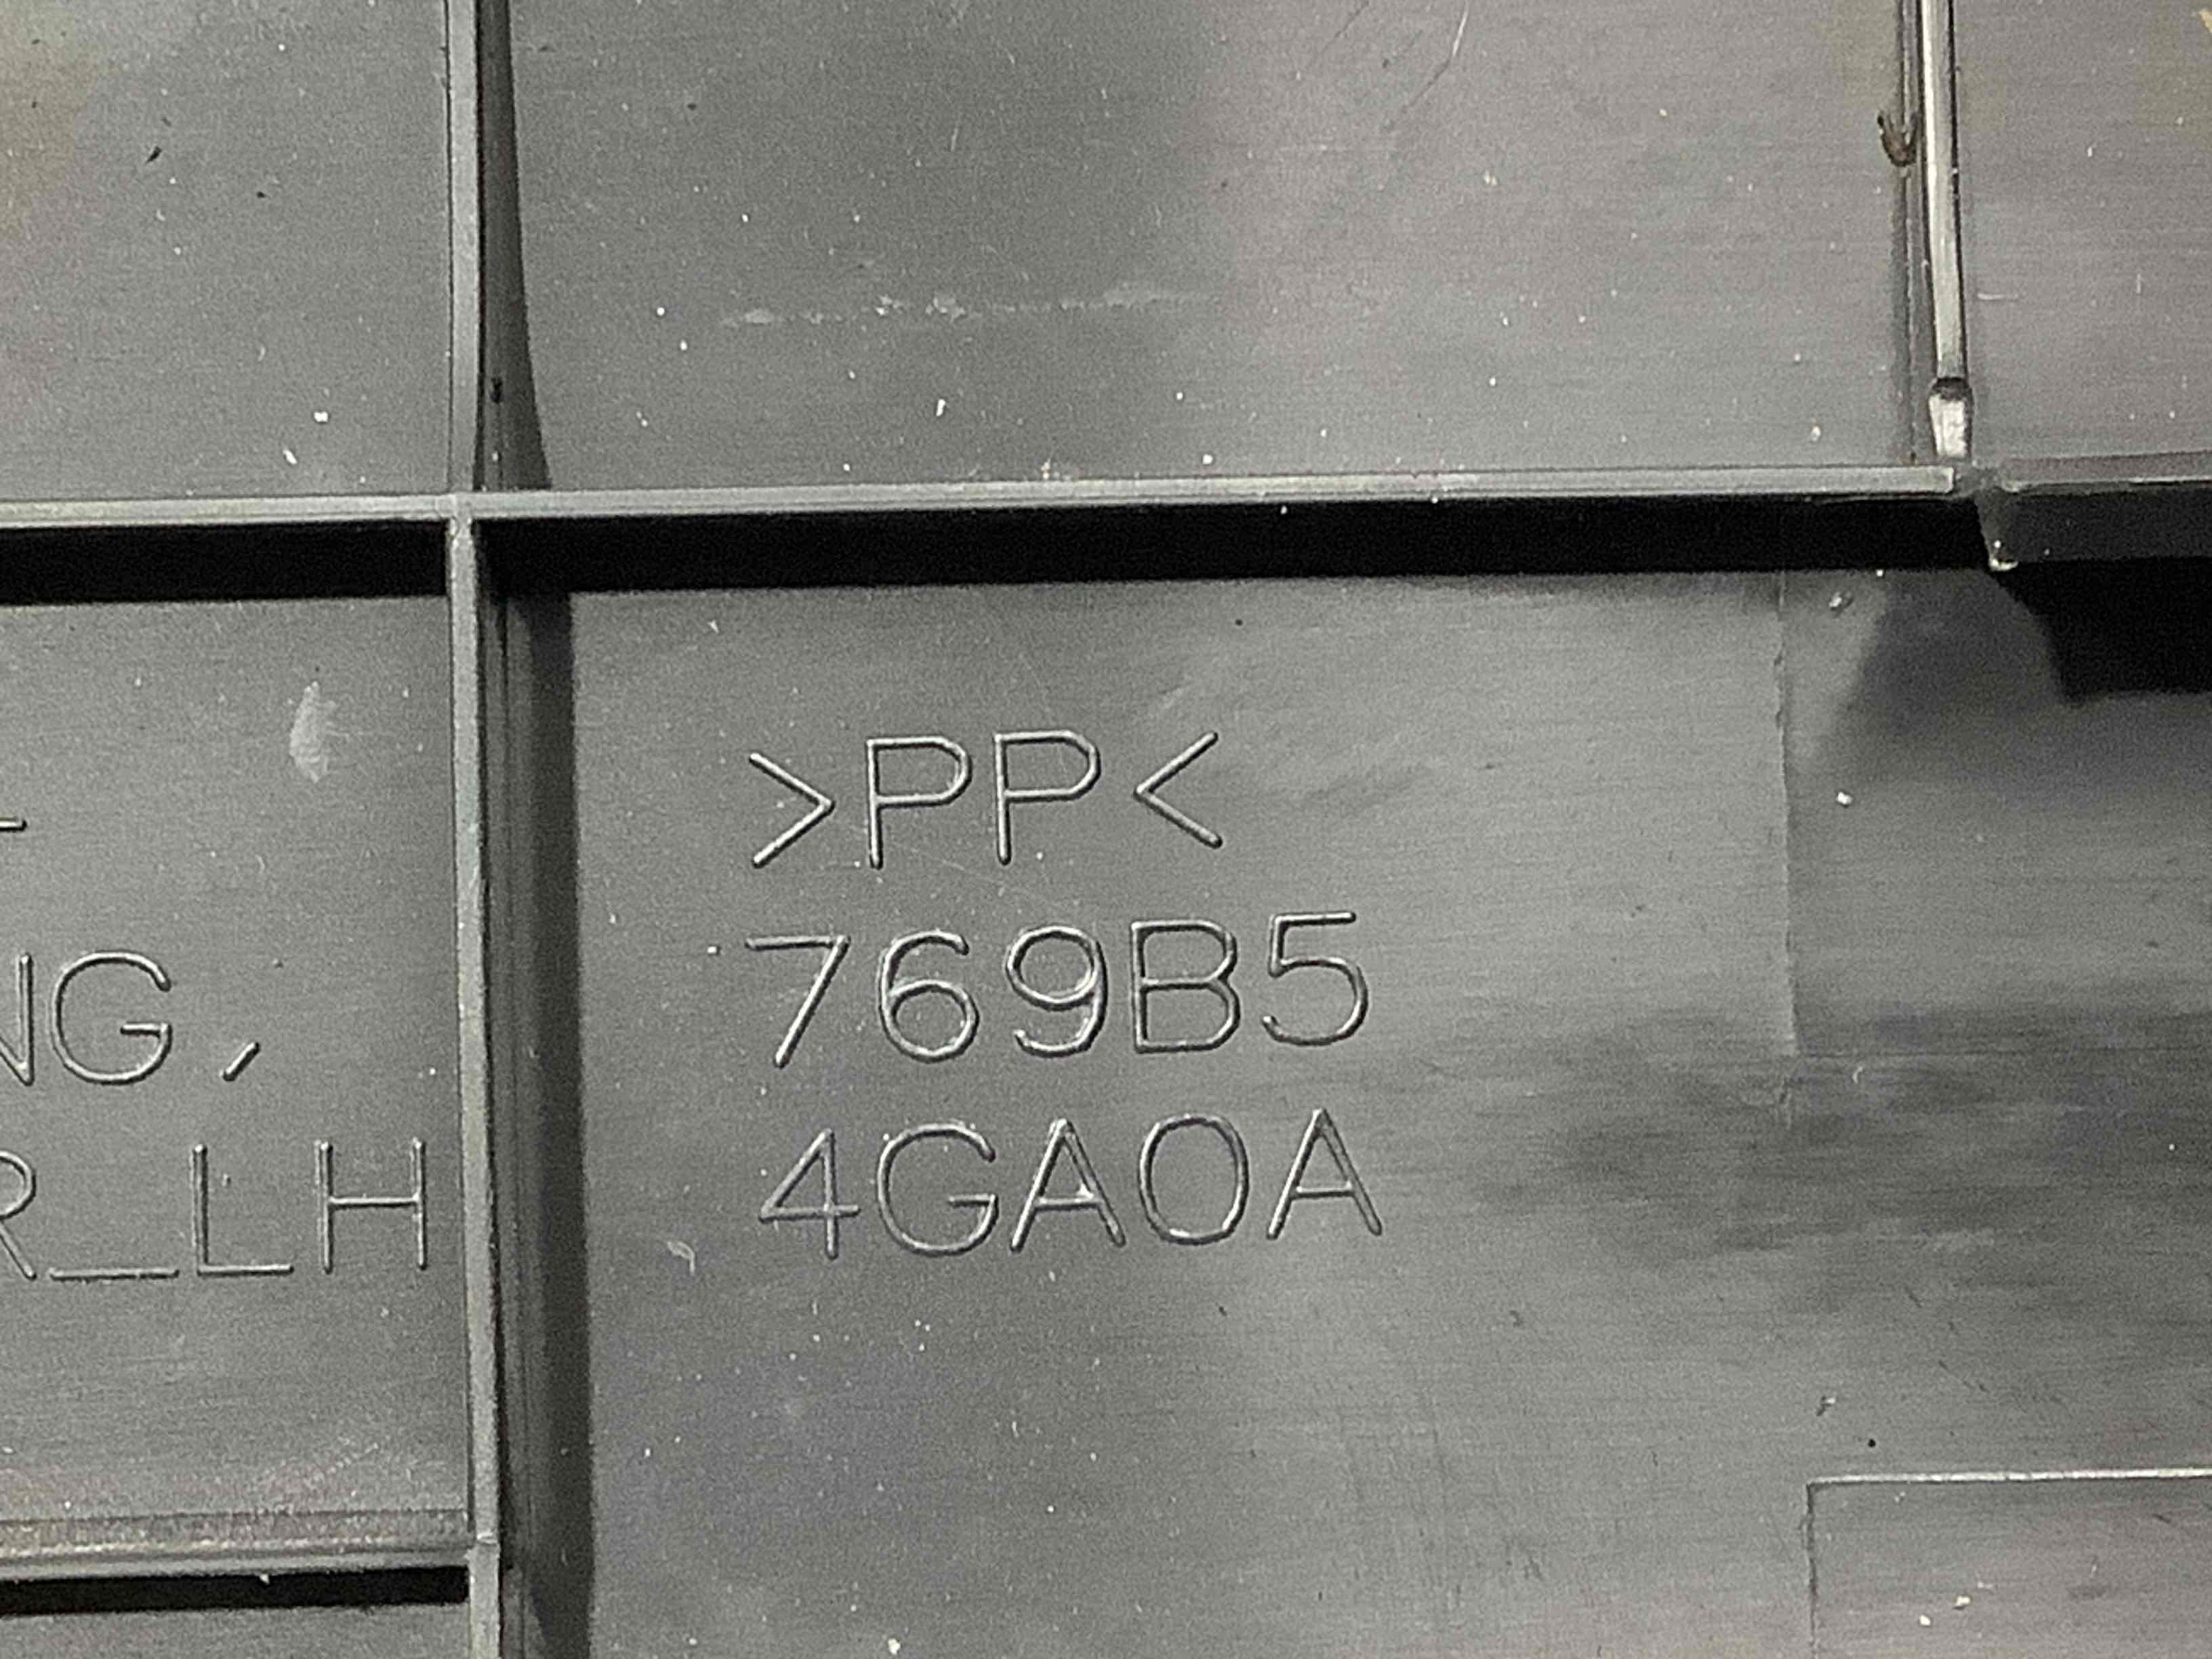 NG,
R_LH
>PP<
769B5
4GA0A